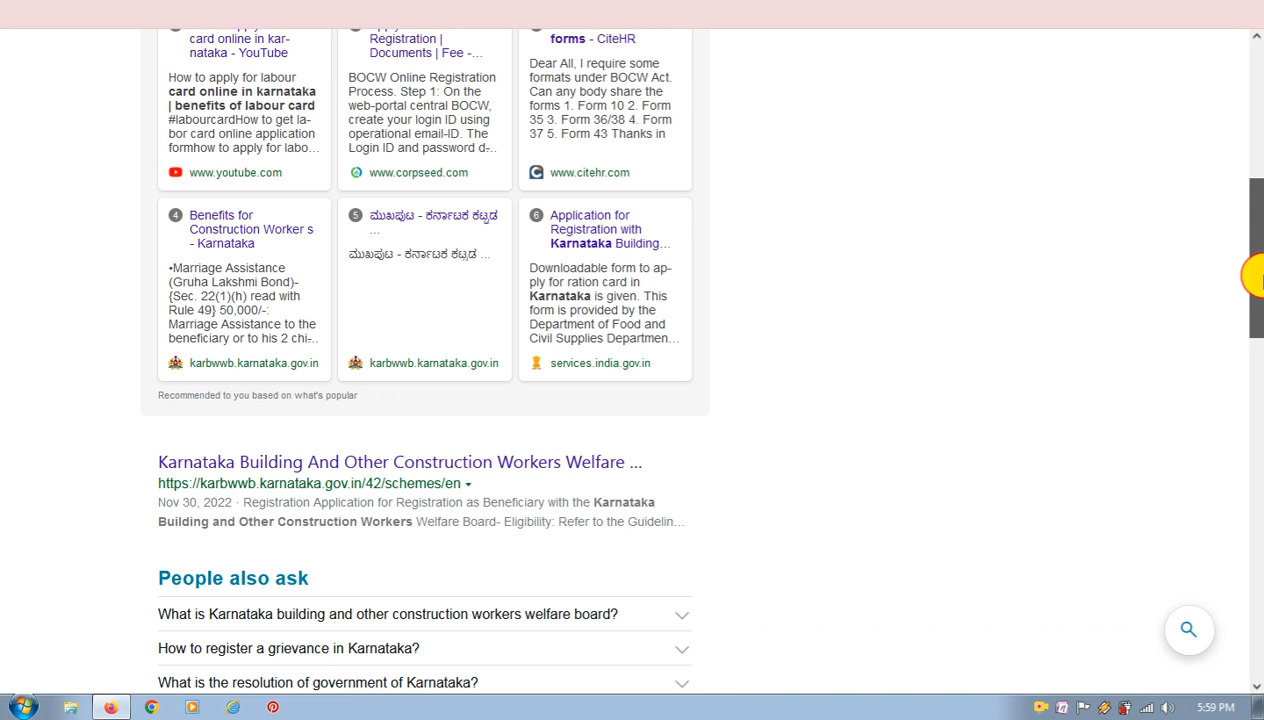 card online in kar-
nataka - YouTube
How to apply for labour
card online in karnataka
| benefits of labour card
#labourcardHow to get la-
bor card online application
formhow to apply for labo...
www.youtube.com
Registration |
Documents | Fee -...
BOCW Online Registration
Process. Step 1: On the
web-portal central BOCW,
create your login ID using
operational email-ID. The
Login ID and password d-..
www.corpseed.com
forms - CiteHR
Dear All, I require some
formats under BOCW Act.
Can any body share the
forms 1. Form 10 2. Form
35 3. Form 36/38 4. Form
37 5. Form 43 Thanks in
www.citehr.com
4 Benefits for
Construction Worker s
- Karnataka
•Marriage Assistance
(Gruha Lakshmi Bond)-
{Sec. 22(1)(h) read with
Rule 49} 50,000/-:
Marriage Assistance to the
beneficiary or to his 2 chi-..
karbwwb.karnataka.gov.in
5 ಮುಖಪುಟ - ಕರ್ನಾಟಕ ಕಟ್ಟಡ
...
ಮುಖಪುಟ - ಕರ್ನಾಟಕ ಕಟ್ಟಡ ...
karbwwb.karnataka.gov.in
6 Application for
Registration with
Karnataka Building...
Downloadable form to ap-
ply for ration card in
Karnataka is given. This
form is provided by the
Department of Food and
Civil Supplies Departmen...
services.india.gov.in
Recommended to you based on what's popular
Karnataka Building And Other Construction Workers Welfare ...
https://karbwwb.karnataka.gov.in/42/schemes/en
Nov 30, 2022 · Registration Application for Registration as Beneficiary with the Karnataka
Building and Other Construction Workers Welfare Board- Eligibility: Refer to the Guidelin...
People also ask
What is Karnataka building and other construction workers welfare board?
How to register a grievance in Karnataka?
What is the resolution of government of Karnataka?
5:59 PM